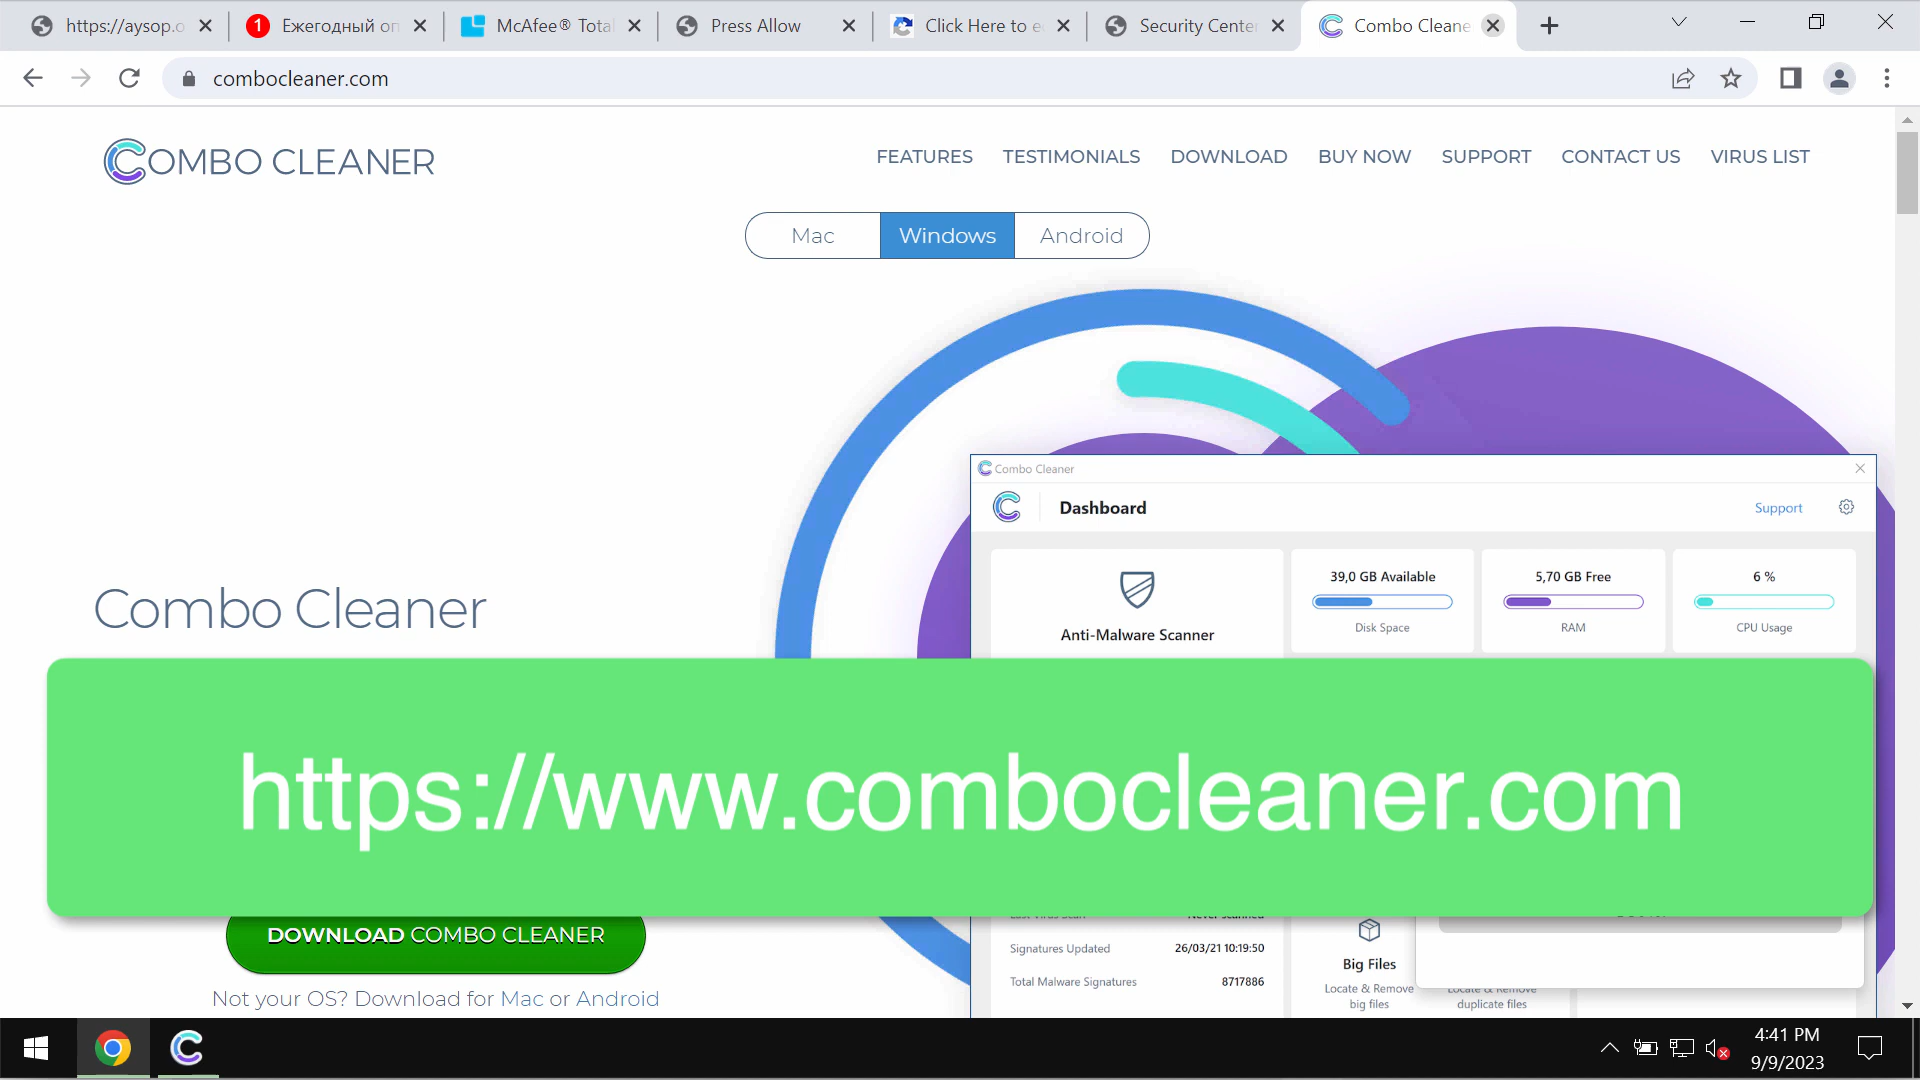 https://aysop.o
1 Ежегодный оп
McAfee® Total
Press Allow
Click Here to e
Security Center
Combo Cleane
combocleaner.com
COMBO CLEANER
FEATURES TESTIMONIALS DOWNLOAD BUY NOW SUPPORT CONTACT US VIRUS LIST
Mac Windows Android
Combo Cleaner
Dashboard
Support
Anti-Malware Scanner
39,0 GB Available
Disk Space
5,70 GB Free
RAM
6 %
CPU Usage
Combo Cleaner
https://www.combocleaner.com
DOWNLOAD COMBO CLEANER
Not your OS? Download for Mac or Android
Signatures Updated 26/03/21 10:19:50
Total Malware Signatures 8717886
Big Files
Locate & Remove
big files
Locate & Remove
duplicate files
4:41 PM
9/9/2023